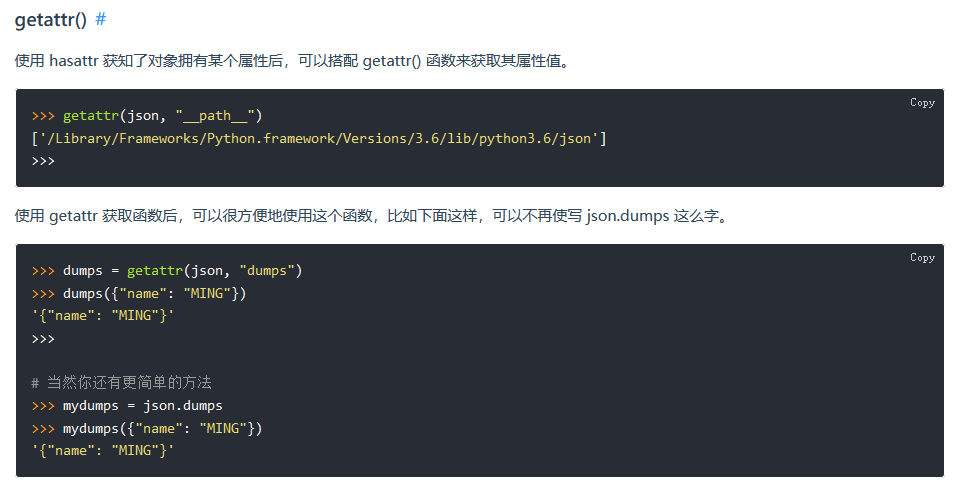 getattr() #
使用 hasattr 获知了对象拥有某个属性后，可以搭配 getattr() 函数来获取其属性值。
Copy
>>> getattr(json, "__path__")
['/Library/Frameworks/Python.framework/Versions/3.6/lib/python3.6/json']
>>>
使用 getattr 获取函数后，可以很方便地使用这个函数，比如下面这样，可以不再使写 json.dumps 这么字。
Copy
>>> dumps = getattr(json, "dumps")
>>> dumps({"name": "MING"})
'{"name": "MING"}'
>>>
# 当然你还有更简单的方法
>>> mydumps = json.dumps
>>> mydumps({"name": "MING"})
'{"name": "MING"}'